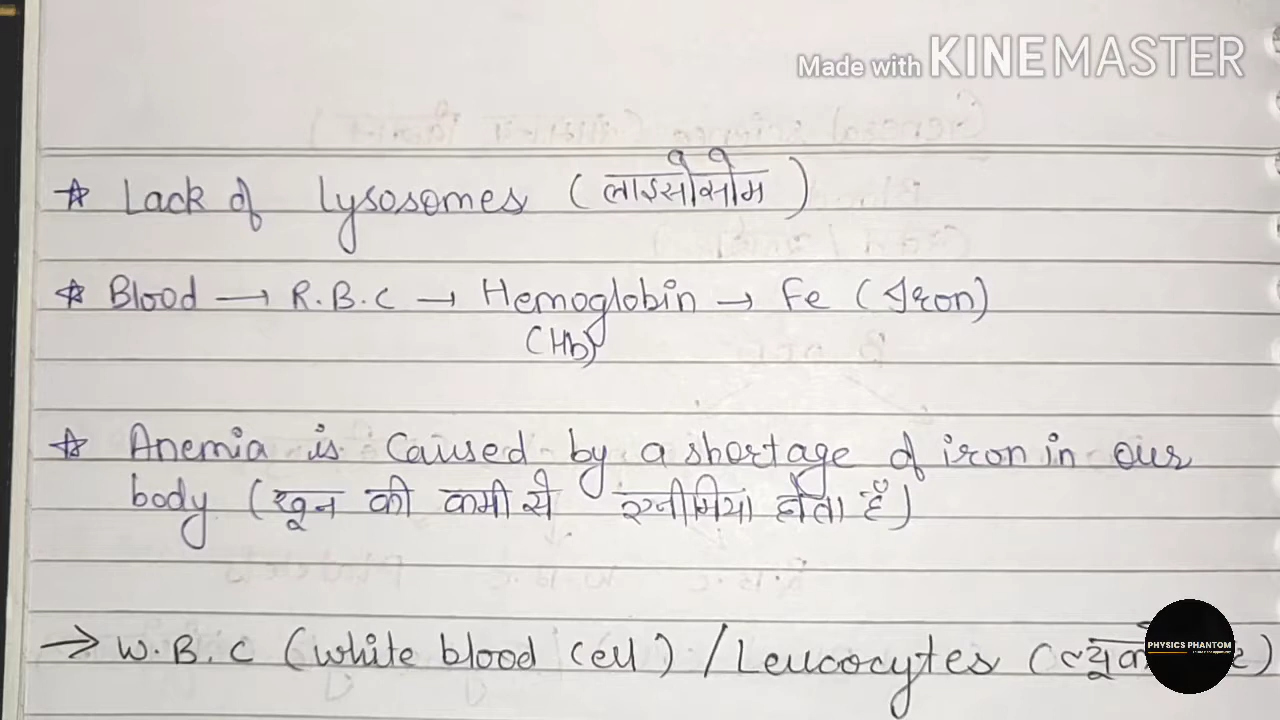 Made with KINEMASTER
☆ Lack of lysosomes (लाइसोसोम)
☆ Blood → R.B.C → Hemoglobin → Fe (Iron)
(Hb)
☆ Anemia is Caused by a shortage of iron in our
body (खून की कमी से एनीमिया होता हैं)
→ W.B.C (White blood Cell) / Leucocytes
PHYSICS PHANTOM